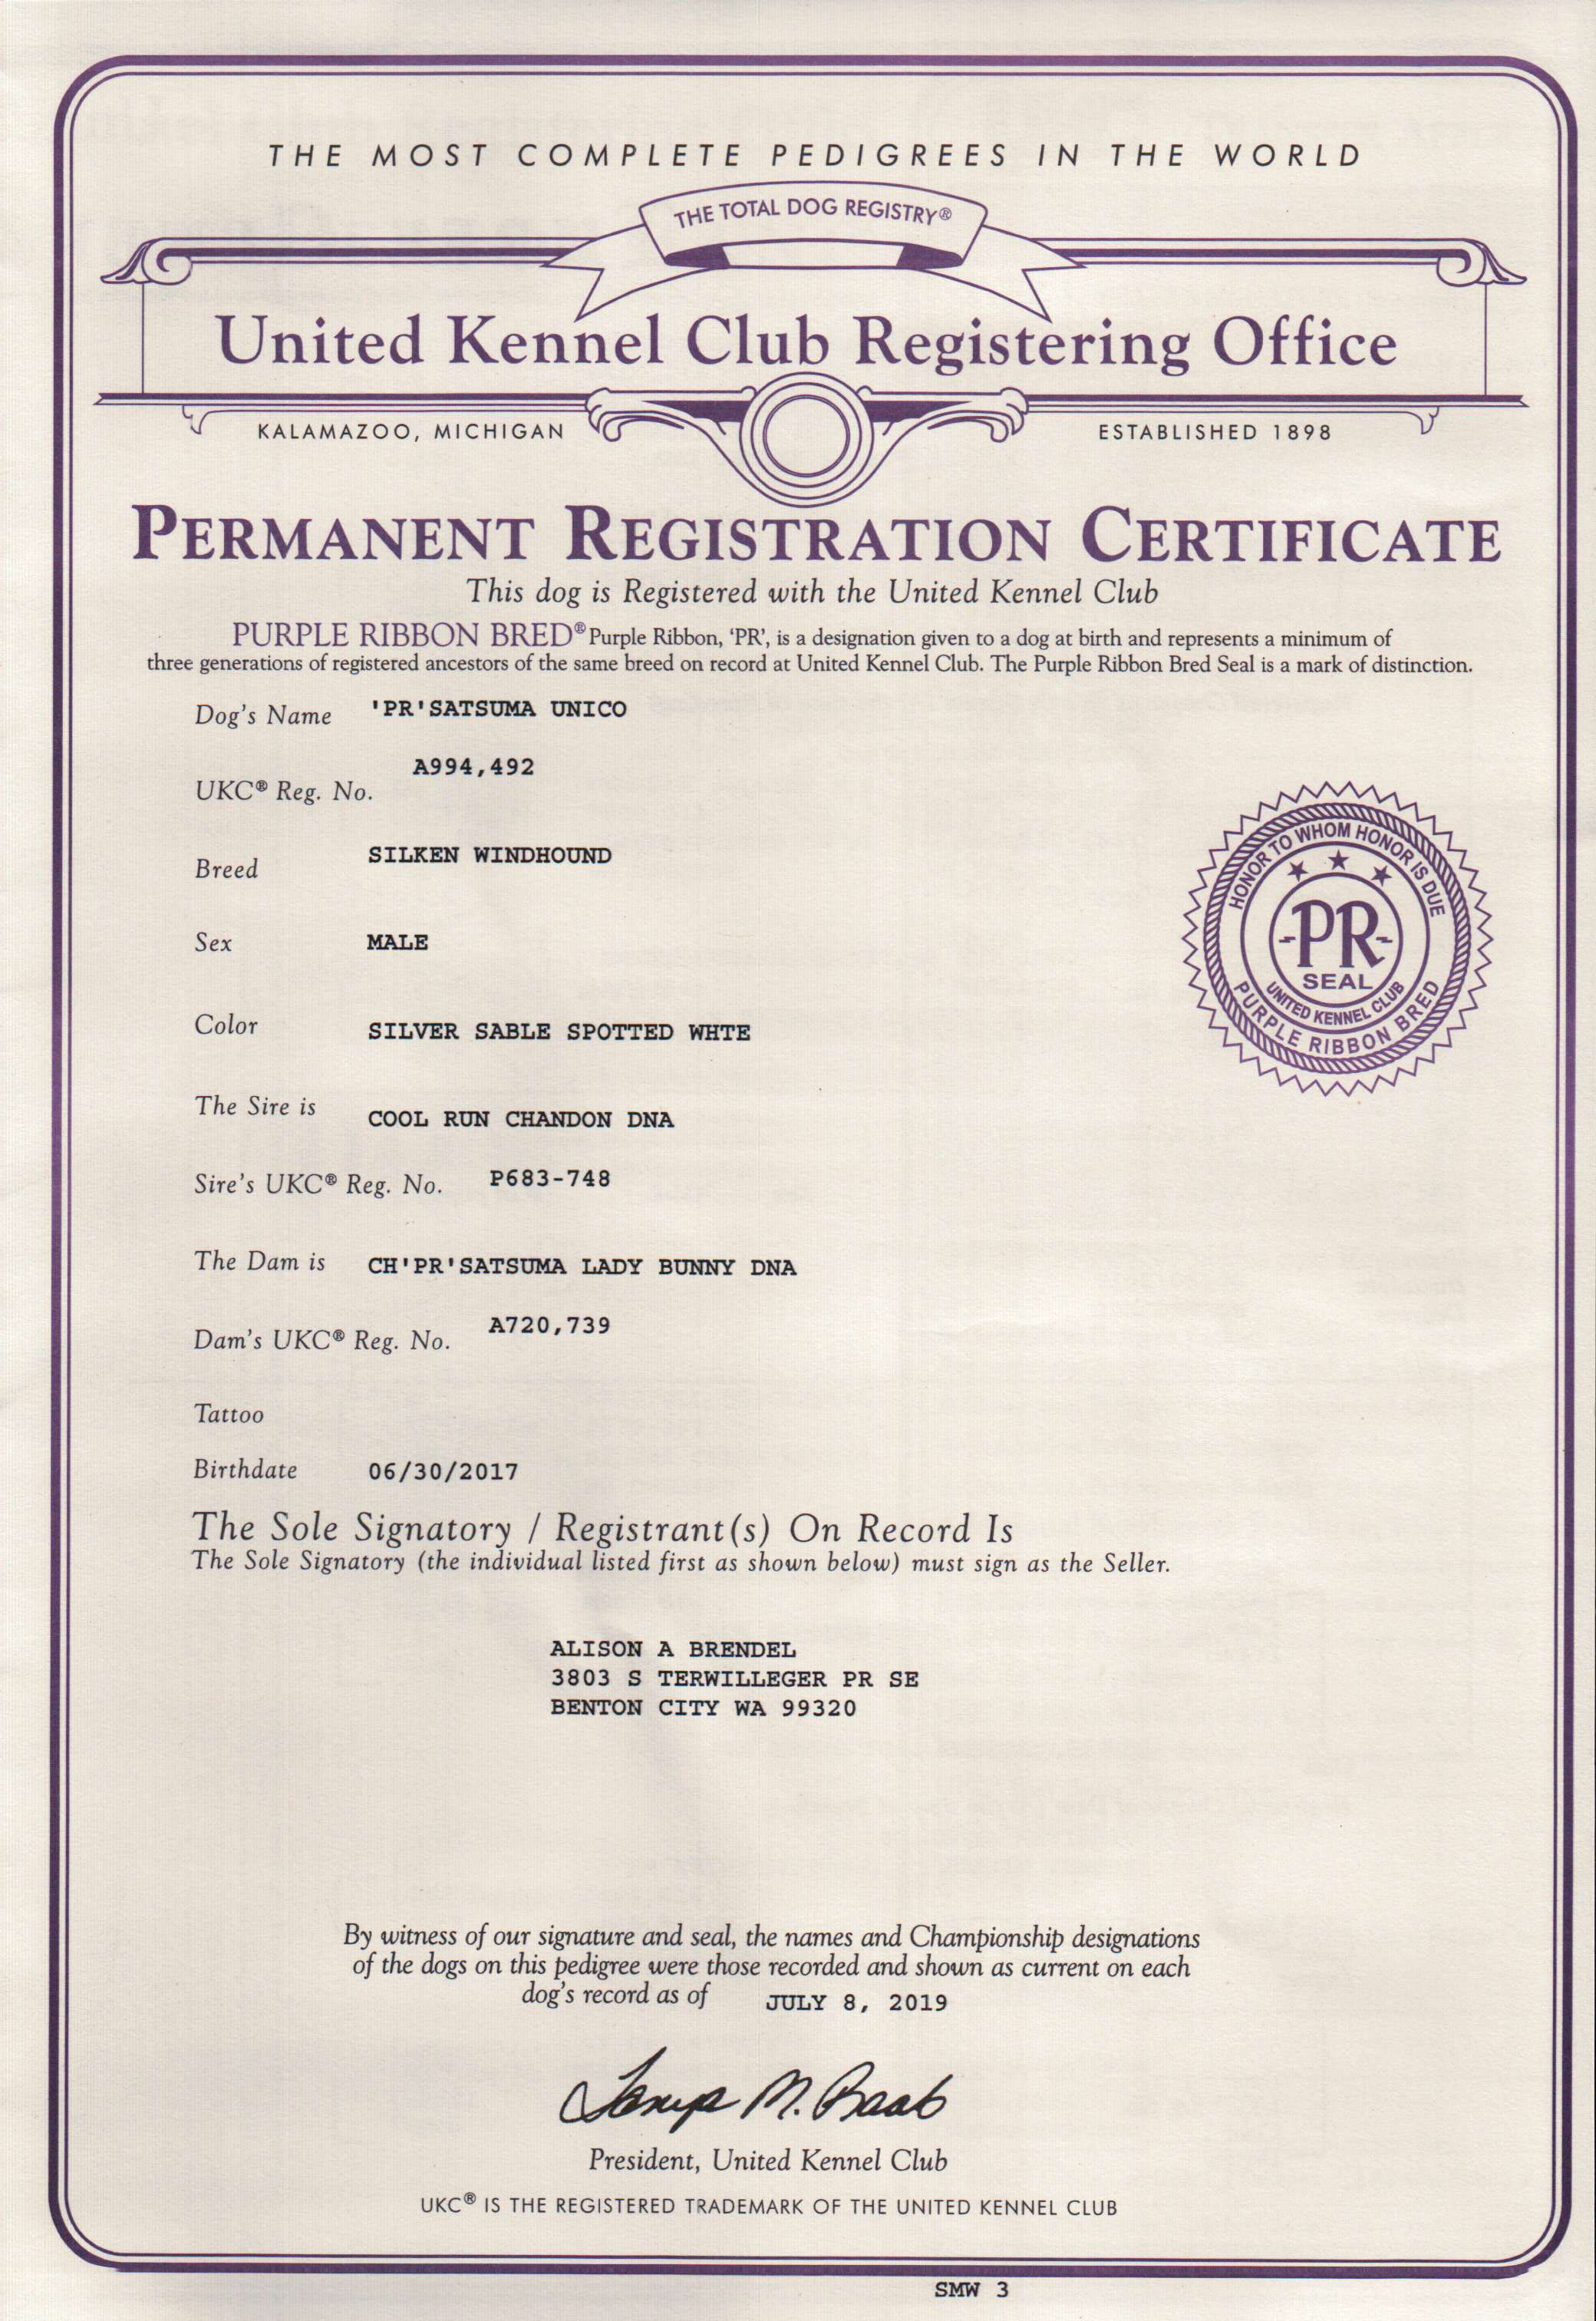 THE MOST COMPLETE PEDIGREES IN THE WORLD
THE TOTAL DOG REGISTRY®
United Kennel Club Registering Office
KALAMAZOO, MICHIGAN
ESTABLISHED 1898
PERMANENT REGISTRATION CERTIFICATE
This dog is Registered with the United Kennel Club
PURPLE RIBBON BRED® Purple Ribbon, ‘PR’, is a designation given to a dog at birth and represents a minimum of
three generations of registered ancestors of the same breed on record at United Kennel Club. The Purple Ribbon Bred Seal is a mark of distinction.
Dog's Name 'PR'SATSUMA UNICO
UKC® Reg. No. A994,492
Breed SILKEN WINDHOUND
Sex MALE
Color SILVER SABLE SPOTTED WHTE
HONOR TO WHOM HONOR IS DUE
-PR-
SEAL
UNITED KENNEL CLUB
PURPLE RIBBON BRED
The Sire is COOL RUN CHANDON DNA
Sire's UKC® Reg. No. P683-748
The Dam is CH'PR'SATSUMA LADY BUNNY DNA
Dam's UKC® Reg. No. A720,739
Tattoo
Birthdate 06/30/2017
The Sole Signatory / Registrant(s) On Record Is
The Sole Signatory (the individual listed first as shown below) must sign as the Seller.
ALISON A BRENDEL
3803 S TERWILLEGER PR SE
BENTON CITY WA 99320
By witness of our signature and seal, the names and Championship designations
of the dogs on this pedigree were those recorded and shown as current on each
dog's record as of JULY 8, 2019
Tanya M. Raab
President, United Kennel Club
UKC® IS THE REGISTERED TRADEMARK OF THE UNITED KENNEL CLUB
SMW 3